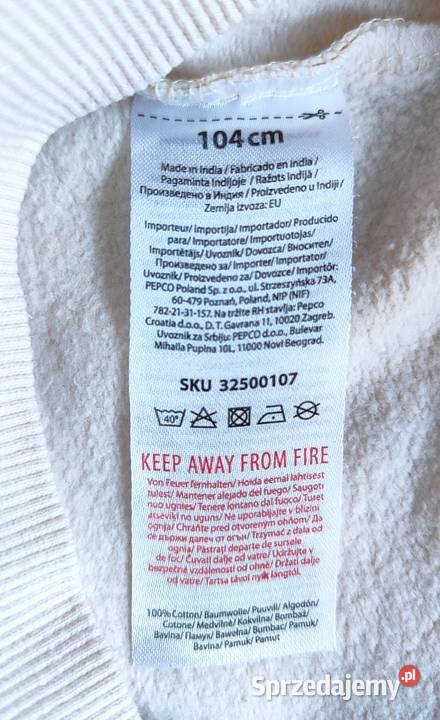 104 cm
Made in India / Fabricado en India /
Pagaminta Indijoje / Ražots Indijā /
Произведено в Индия / Proizvedeno u Indiji /
Zemlja izvoza: EU
Importeur/ Importija/ Importador/ Producido
para/ Importatore/ Importuotojas/
Importētājs/ Uvoznik/ Dovozca/ Вносител/
Произведено за/ Importer/ Importator/
Uvoznik/ Proizvedeno za/ Dovozce/ Importőr:
PEPCO Poland Sp. z o.o., ul. Strzeszyńska 73A,
60-479 Poznań, Poland, NIP (NIF)
782-21-31-157. Na tržite RH stavlja: Pepco
Croatia d.o.o., D. T. Gavrana 11, 10020 Zagreb.
Uvoznik za Srbiju: PEPCO d.o.o., Bulevar
Mihaila Pupina 10L, 11000 Novi Beograd.
SKU 32500107
40°
KEEP AWAY FROM FIRE
Von Feuer fernhalten/ Hoida eemal lahtisest
tulest/ Mantener alejado del fuego/ Saugoti
nuo ugnies/ Tenere lontano dal fuoco/ Turēt
atsevišķi no uguns/ Ne uporabljajte v bližini
ognja/ Chráňte pred otvoreným ohňom/ Да
се държи далеч от огън/ Trzymać z dala od
ognia/ Păstrați departe de sursele
de foc/ Čuvati dalje od vatre/ Udržujte v
bezpečné vzdálenosti od ohně/ Držati dalje
od vatre/ Tartsa távol nyílt lángtól.
100% Cotton/ Baumwolle/ Puuvill/ Algodón/
Cotone/ Medvilnė/ Kokvilna/ Bombaž/
Bavlna/ Памук/ Bawełna/ Bumbac/ Pamuk/
Bavlna/ Pamuk/ Pamut
Sprzedajemy.pl